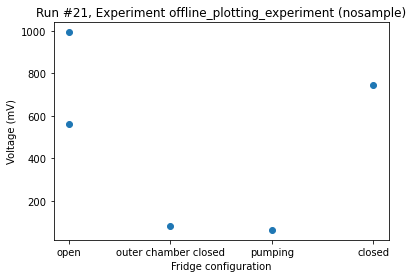 Run #21, Experiment offline_plotting_experiment (nosample)
1000
800
600
400
200
Voltage (mV)
open outer chamber closed pumping closed
Fridge configuration